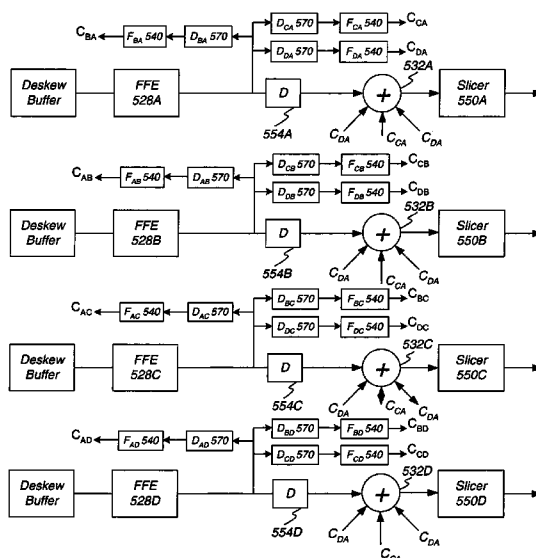 D_CA 570 F_CA 540 C_CA
C_BA F_BA 540 D_BA 570
D_DA 570 F_DA 540 C_DA
532A
Deskew Buffer FFE 528A D + Slicer 550A
554A C_DA C_CA C_DA
D_CB 570 F_CB 540 C_CB
C_AB F_AB 540 D_AB 570
D_DB 570 F_DB 540 C_DB
532B
Deskew Buffer FFE 528B D + Slicer 550B
554B C_DA C_CA C_DA
D_BC 570 F_BC 540 C_BC
C_AC F_AC 540 D_AC 570
D_DC 570 F_DC 540 C_DC
532C
Deskew Buffer FFE 528C D + Slicer 550C
554C C_DA C_CA C_DA
D_BD 570 F_BD 540 C_BD
C_AD F_AD 540 D_AD 570
D_CD 570 F_CD 540 C_CD
532D
Deskew Buffer FFE 528D D + Slicer 550D
554D C_DA C_CA C_DA